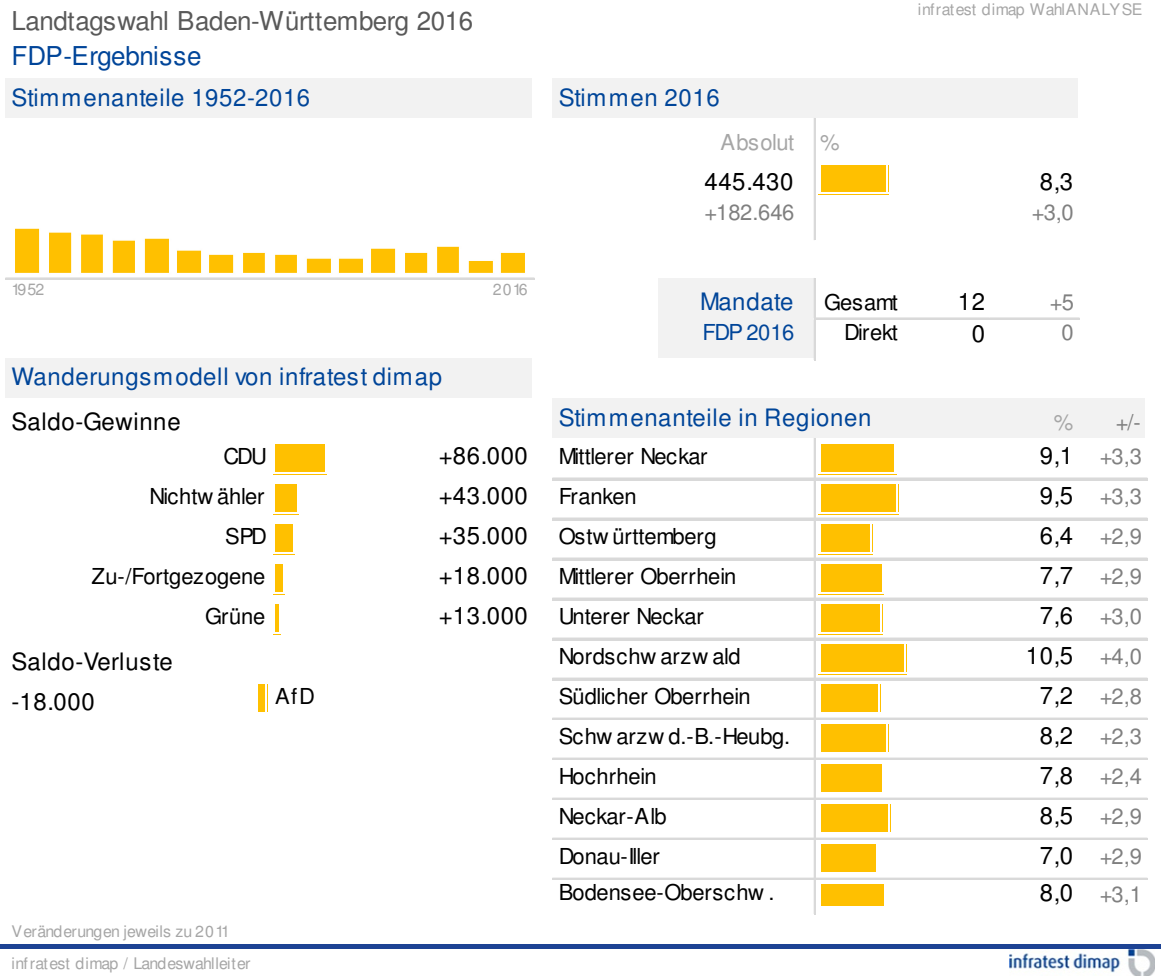 infratest dimap WahlANALYSE
Landtagswahl Baden-Württemberg 2016
FDP-Ergebnisse
Stimmenanteile 1952-2016
1952 2016
Stimmen 2016
Absolut %
445.430 8,3
+182.646 +3,0
Mandate Gesamt 12 +5
FDP 2016 Direkt 0 0
Wanderungsmodell von infratest dimap
Saldo-Gewinne
CDU +86.000
Nichtwähler +43.000
SPD +35.000
Zu-/Fortgezogene +18.000
Grüne +13.000
Saldo-Verluste
-18.000 AfD
Stimmenanteile in Regionen % +/-
Mittlerer Neckar 9,1 +3,3
Franken 9,5 +3,3
Ostwürttemberg 6,4 +2,9
Mittlerer Oberrhein 7,7 +2,9
Unterer Neckar 7,6 +3,0
Nordschwarzwald 10,5 +4,0
Südlicher Oberrhein 7,2 +2,8
Schwarzwd.-B.-Heubg. 8,2 +2,3
Hochrhein 7,8 +2,4
Neckar-Alb 8,5 +2,9
Donau-Iller 7,0 +2,9
Bodensee-Oberschw. 8,0 +3,1
Veränderungen jeweils zu 2011
infratest dimap / Landeswahlleiter
infratest dimap